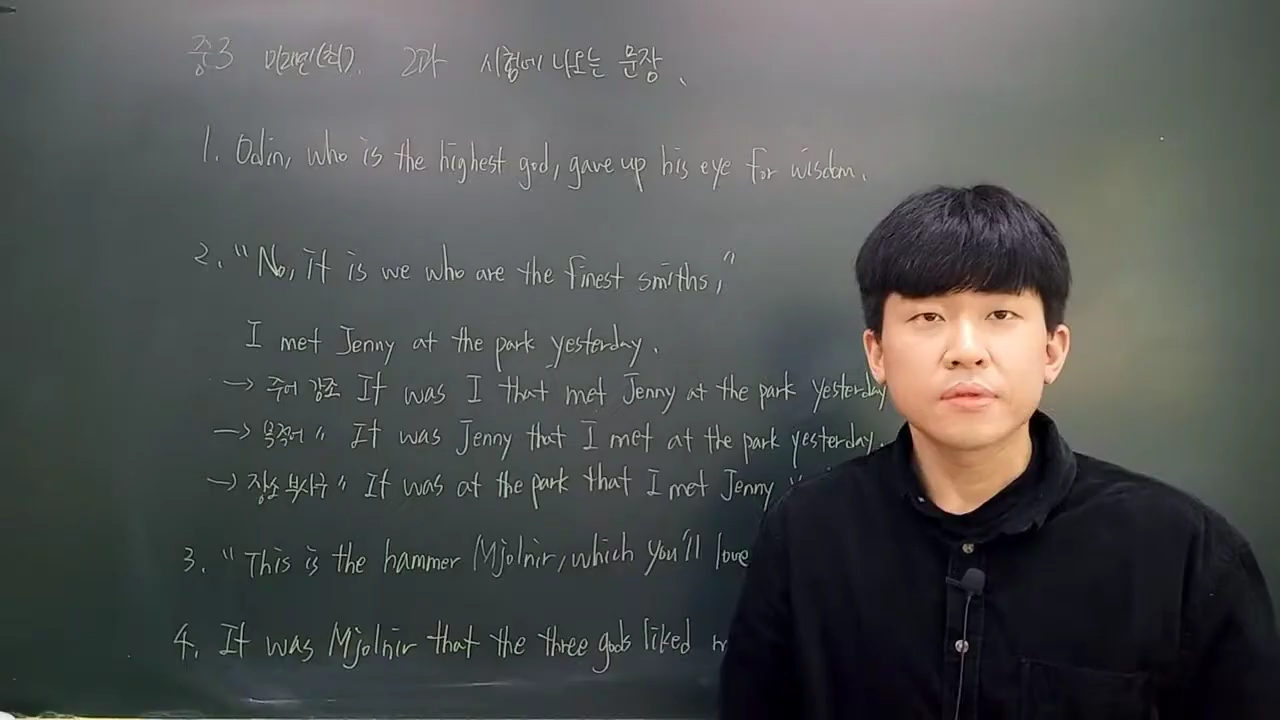 중3 미래엔(최). 2과 시험에 나오는 문장.
1. Odin, who is the highest god, gave up his eye for wisdom.
2. "No, it is we who are the finest smiths,"
I met Jenny at the park yesterday.
→ 주어 강조 It was I that met Jenny at the park yesterday
→ 목적어 〃 It was Jenny that I met at the park yesterday.
→ 장소 부사구 〃 It was at the park that I met Jenny
3. "This is the hammer Mjolnir, which you'll love
4. It was Mjolnir that the three gods liked